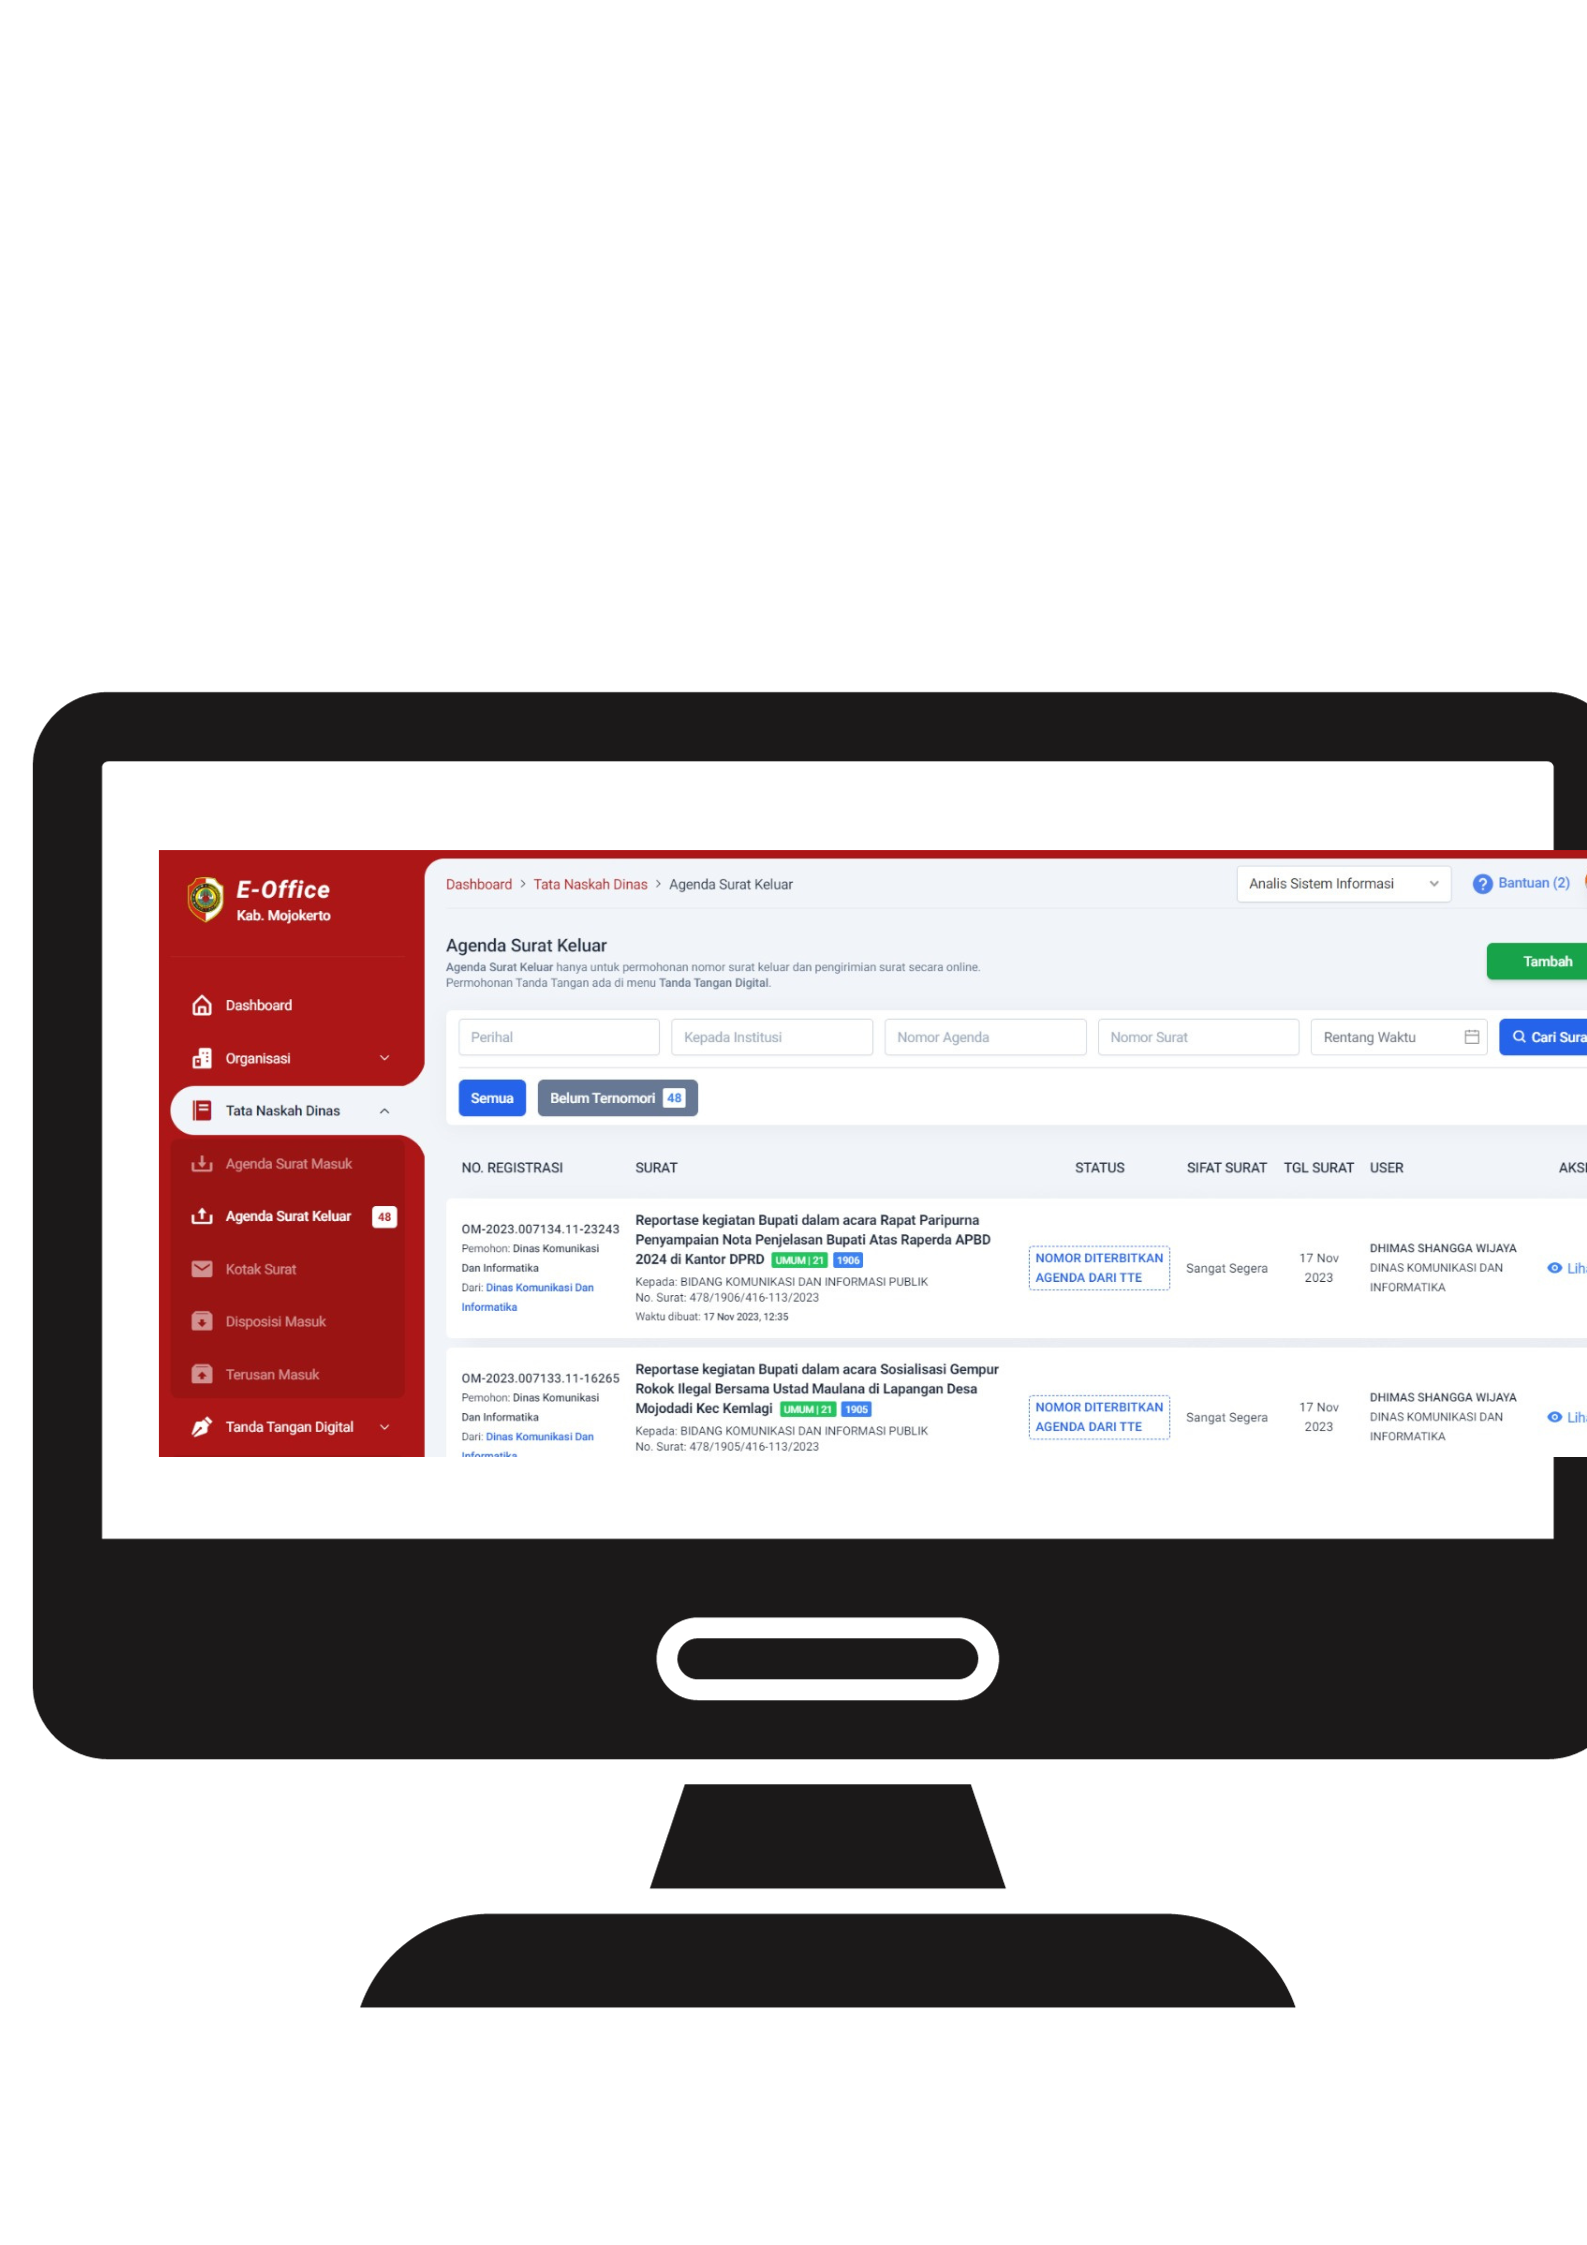 E-Office
Kab. Mojokerto
Dashboard > Tata Naskah Dinas > Agenda Surat Keluar
Analis Sistem Informasi
Bantuan (2)
Dashboard
Organisasi
Tata Naskah Dinas
Agenda Surat Masuk
Agenda Surat Keluar 48
Kotak Surat
Disposisi Masuk
Terusan Masuk
Tanda Tangan Digital
Agenda Surat Keluar
Agenda Surat Keluar hanya untuk permohonan nomor surat keluar dan pengirimian surat secara online.
Permohonan Tanda Tangan ada di menu Tanda Tangan Digital.
Tambah
Perihal
Kepada Institusi
Nomor Agenda
Nomor Surat
Rentang Waktu
Cari Sura
Semua
Belum Ternomori 48
NO. REGISTRASI
SURAT
STATUS
SIFAT SURAT
TGL SURAT
USER
AKS
OM-2023.007134.11-23243
Pemohon: Dinas Komunikasi
Dan Informatika
Dari: Dinas Komunikasi Dan
Informatika
Reportase kegiatan Bupati dalam acara Rapat Paripurna
Penyampaian Nota Penjelasan Bupati Atas Raperda APBD
2024 di Kantor DPRD UMUM | 21 1906
Kepada: BIDANG KOMUNIKASI DAN INFORMASI PUBLIK
No. Surat: 478/1906/416-113/2023
Waktu dibuat: 17 Nov 2023, 12:35
NOMOR DITERBITKAN
AGENDA DARI TTE
Sangat Segera
17 Nov
2023
DHIMAS SHANGGA WIJAYA
DINAS KOMUNIKASI DAN
INFORMATIKA
Lih
OM-2023.007133.11-16265
Pemohon: Dinas Komunikasi
Dan Informatika
Dari: Dinas Komunikasi Dan
Informatika
Reportase kegiatan Bupati dalam acara Sosialisasi Gempur
Rokok Ilegal Bersama Ustad Maulana di Lapangan Desa
Mojodadi Kec Kemlagi UMUM | 21 1905
Kepada: BIDANG KOMUNIKASI DAN INFORMASI PUBLIK
No. Surat: 478/1905/416-113/2023
NOMOR DITERBITKAN
AGENDA DARI TTE
Sangat Segera
17 Nov
2023
DHIMAS SHANGGA WIJAYA
DINAS KOMUNIKASI DAN
INFORMATIKA
Lih